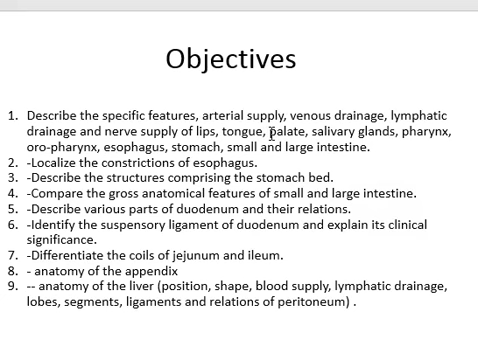 Objectives
1. Describe the specific features, arterial supply, venous drainage, lymphatic
drainage and nerve supply of lips, tongue, palate, salivary glands, pharynx,
oro-pharynx, esophagus, stomach, small and large intestine.
2. -Localize the constrictions of esophagus.
3. -Describe the structures comprising the stomach bed.
4. -Compare the gross anatomical features of small and large intestine.
5. -Describe various parts of duodenum and their relations.
6. -Identify the suspensory ligament of duodenum and explain its clinical
significance.
7. -Differentiate the coils of jejunum and ileum.
8. - anatomy of the appendix
9. -- anatomy of the liver (position, shape, blood supply, lymphatic drainage,
lobes, segments, ligaments and relations of peritoneum) .